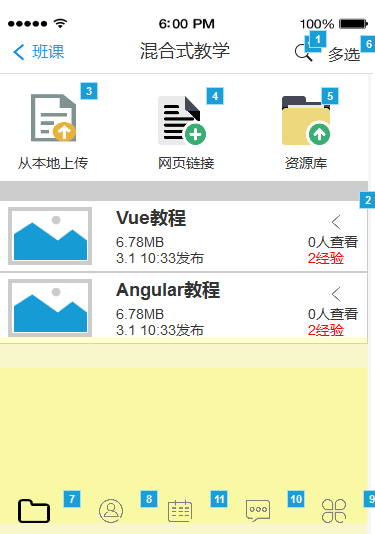 6:00 PM 100%
班课 混合式教学 1 多选 6
3 4 5
从本地上传 网页链接 资源库
2
Vue教程
6.78MB 0人查看
3.1 10:33发布 2经验
Angular教程
6.78MB 0人查看
3.1 10:33发布 2经验
7 8 11 10 9